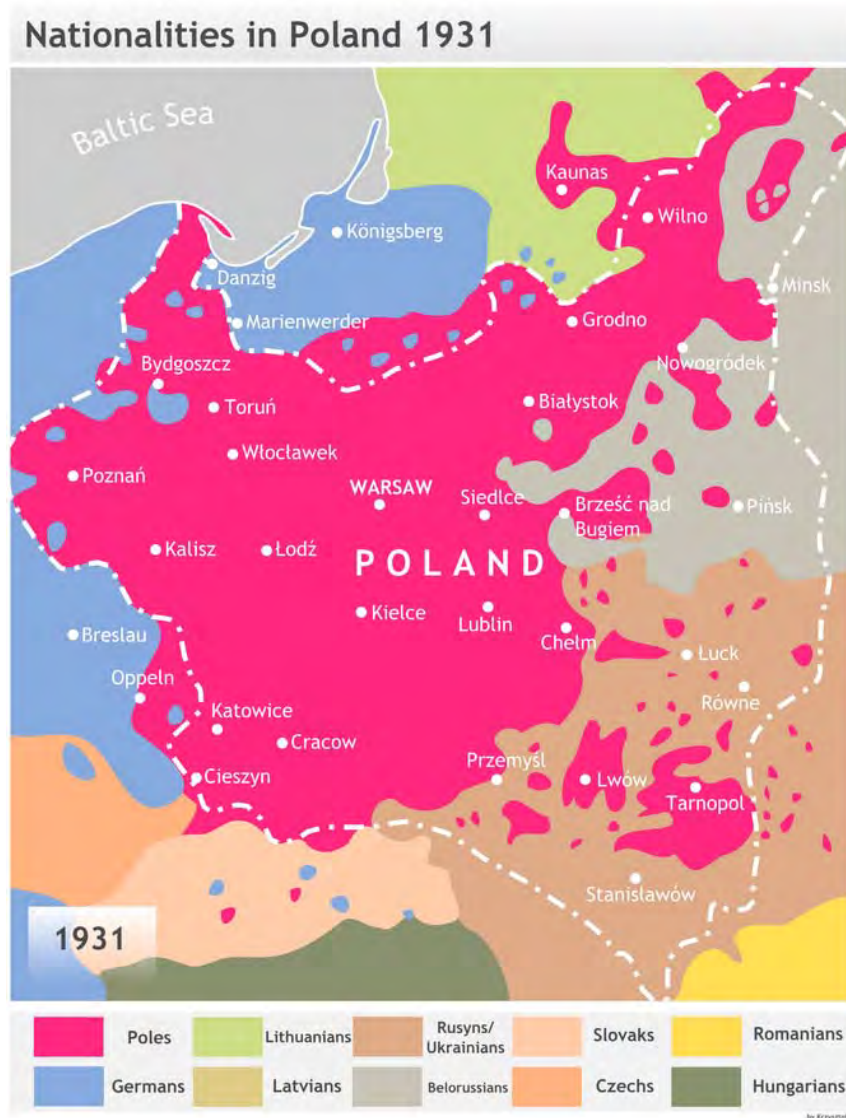 Nationalities in Poland 1931
Baltic Sea
Kaunas
Wilno
Königsberg
Danzig
Minsk
Marienwerder
Grodno
Nowogródek
Bydgoszcz
Toruń
Białystok
Włocławek
Poznań
WARSAW
Siedlce
Brześć nad
Bugiem
Pińsk
Kalisz
Łodź
POLAND
Kielce
Lublin
Breslau
Chełm
Łuck
Oppeln
Równe
Katowice
Cracow
Przemyśl
Cieszyn
Lwów
Tarnopol
Stanisławów
1931
Poles
Lithuanians
Rusyns/
Ukrainians
Slovaks
Romanians
Germans
Latvians
Belorussians
Czechs
Hungarians